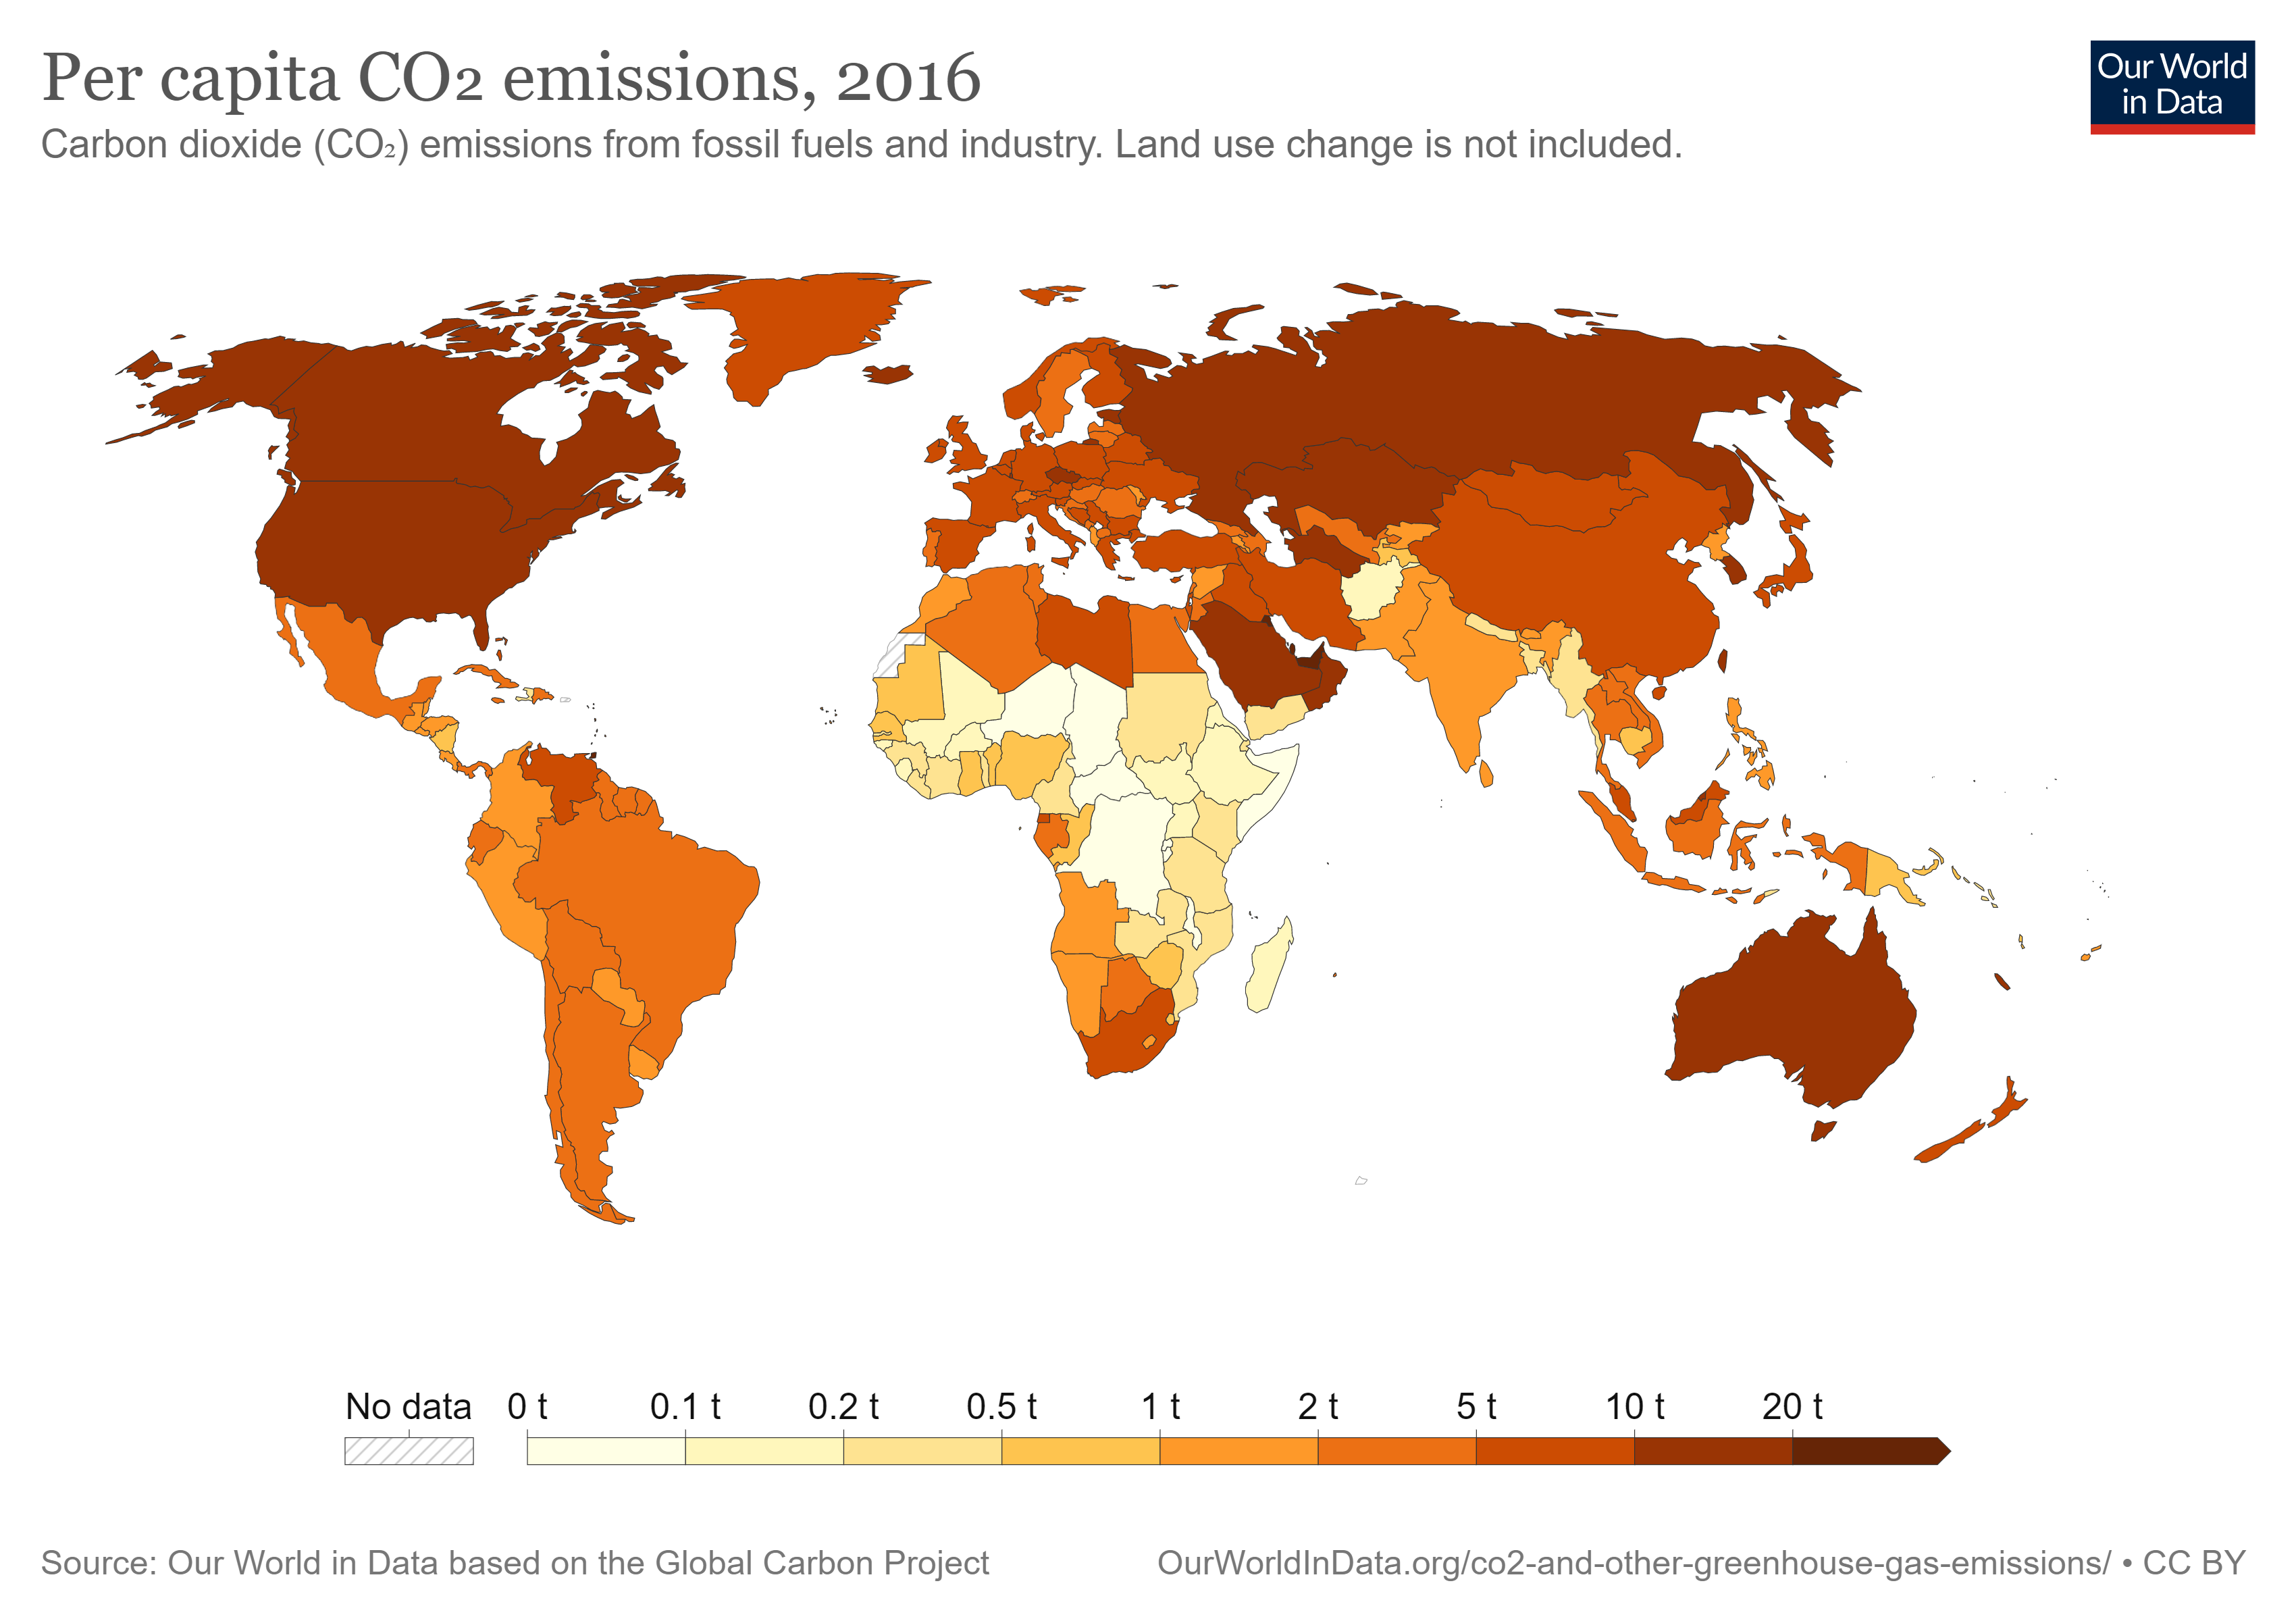 Per capita CO₂ emissions, 2016
Carbon dioxide (CO₂) emissions from fossil fuels and industry. Land use change is not included.
Our World
in Data
No data 0 t 0.1 t 0.2 t 0.5 t 1 t 2 t 5 t 10 t 20 t
Source: Our World in Data based on the Global Carbon Project
OurWorldInData.org/co2-and-other-greenhouse-gas-emissions/ • CC BY